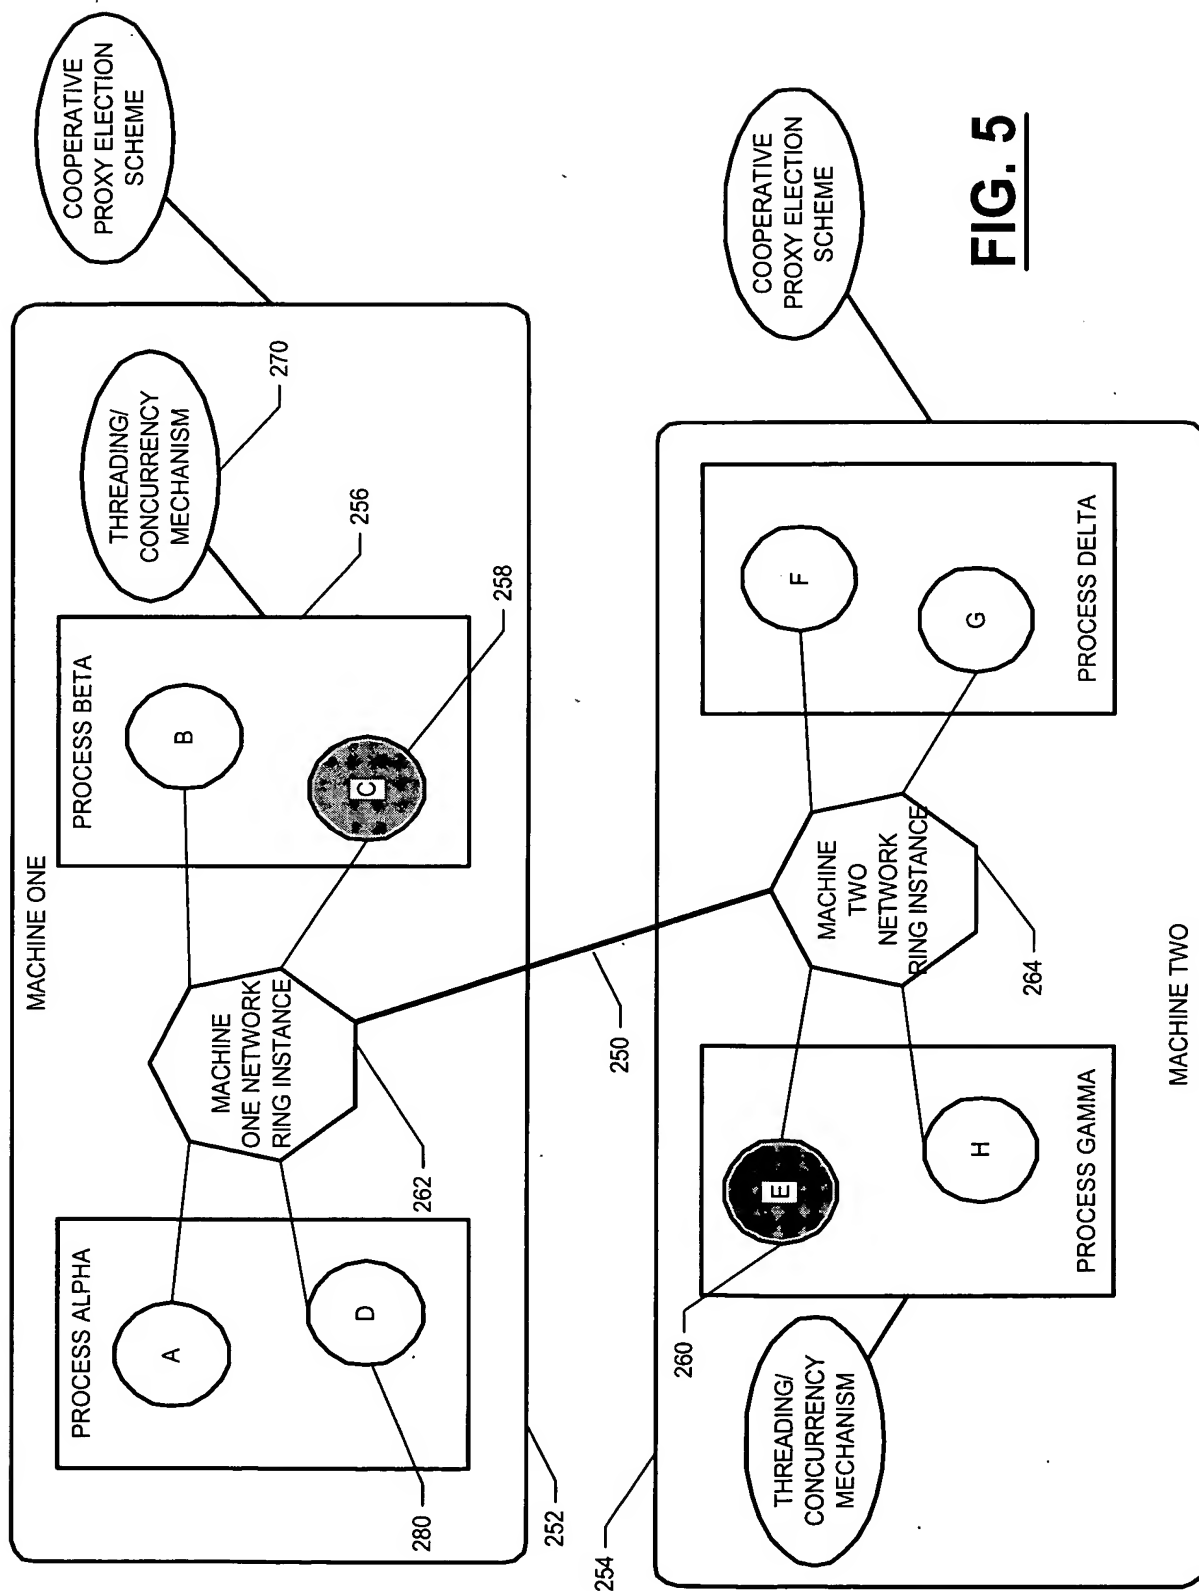 MACHINE ONE
PROCESS ALPHA
A
D
280
252
MACHINE
ONE NETWORK
RING INSTANCE
262
PROCESS BETA
B
C
258
256
THREADING/
CONCURRENCY
MECHANISM
270
COOPERATIVE
PROXY ELECTION
SCHEME
250
254
THREADING/
CONCURRENCY
MECHANISM
260
E
H
PROCESS GAMMA
MACHINE
TWO
NETWORK
RING INSTANCE
264
F
G
PROCESS DELTA
COOPERATIVE
PROXY ELECTION
SCHEME
MACHINE TWO
FIG. 5